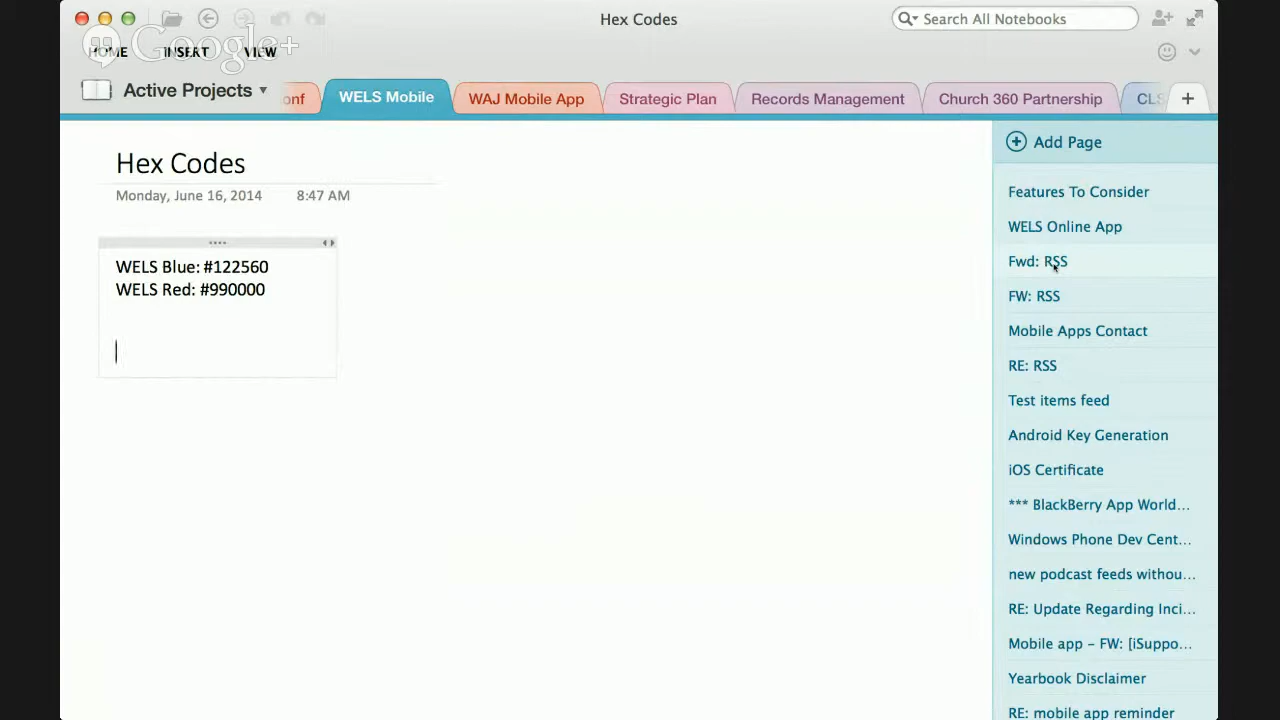 Hex Codes
Search All Notebooks
Google+
HOME INSERT VIEW
Active Projects
onf
WELS Mobile
WAJ Mobile App
Strategic Plan
Records Management
Church 360 Partnership
CLS
Hex Codes
Monday, June 16, 2014 8:47 AM
WELS Blue: #122560
WELS Red: #990000
Add Page
Features To Consider
WELS Online App
Fwd: RSS
FW: RSS
Mobile Apps Contact
RE: RSS
Test items feed
Android Key Generation
iOS Certificate
*** BlackBerry App World...
Windows Phone Dev Cent...
new podcast feeds withou...
RE: Update Regarding Inci...
Mobile app – FW: [iSuppo...
Yearbook Disclaimer
RE: mobile app reminder